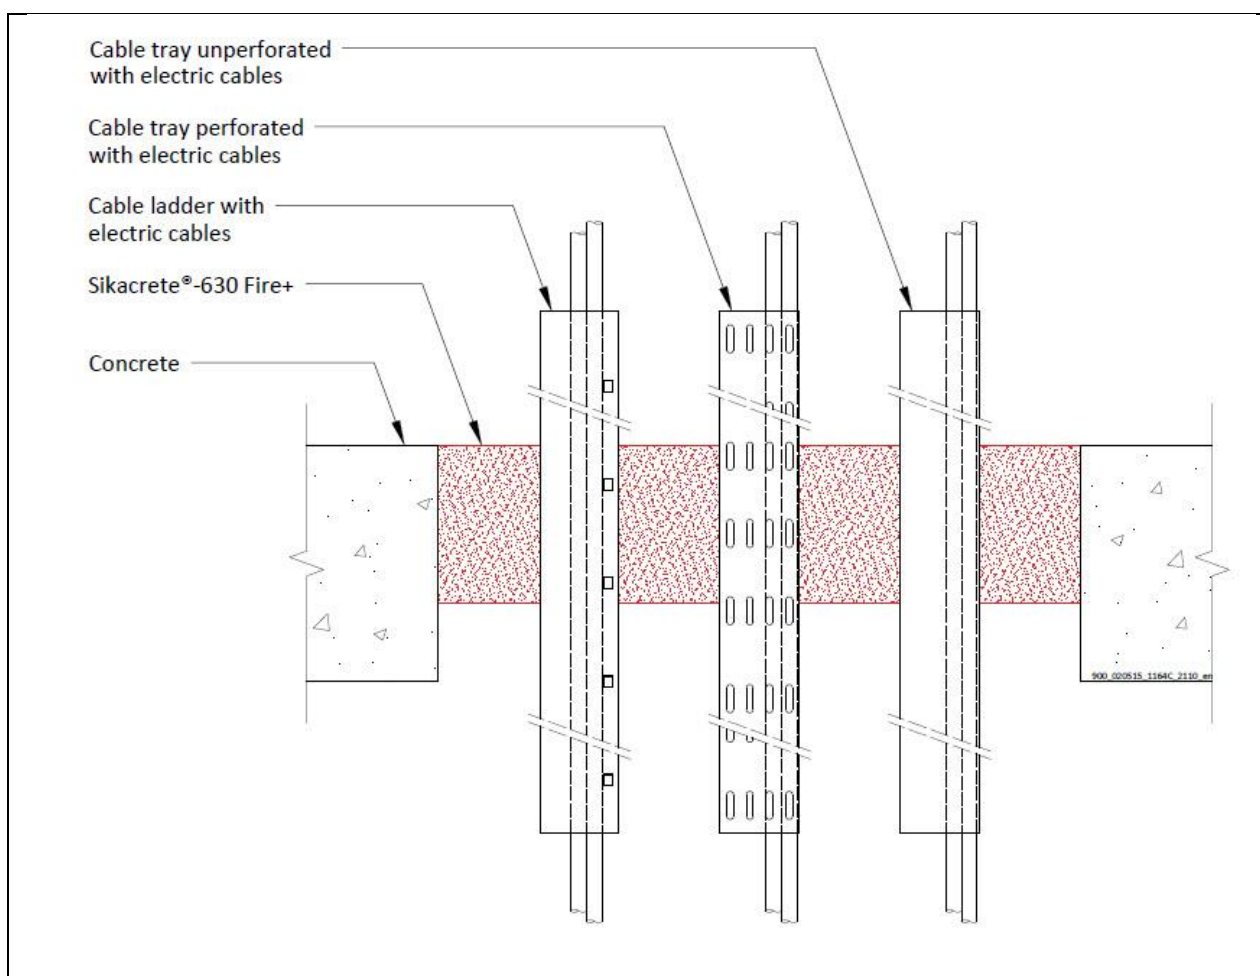 Cable tray unperforated
with electric cables
Cable tray perforated
with electric cables
Cable ladder with
electric cables
Sikacrete®-630 Fire+
Concrete
900_020515_1164C_2110_en